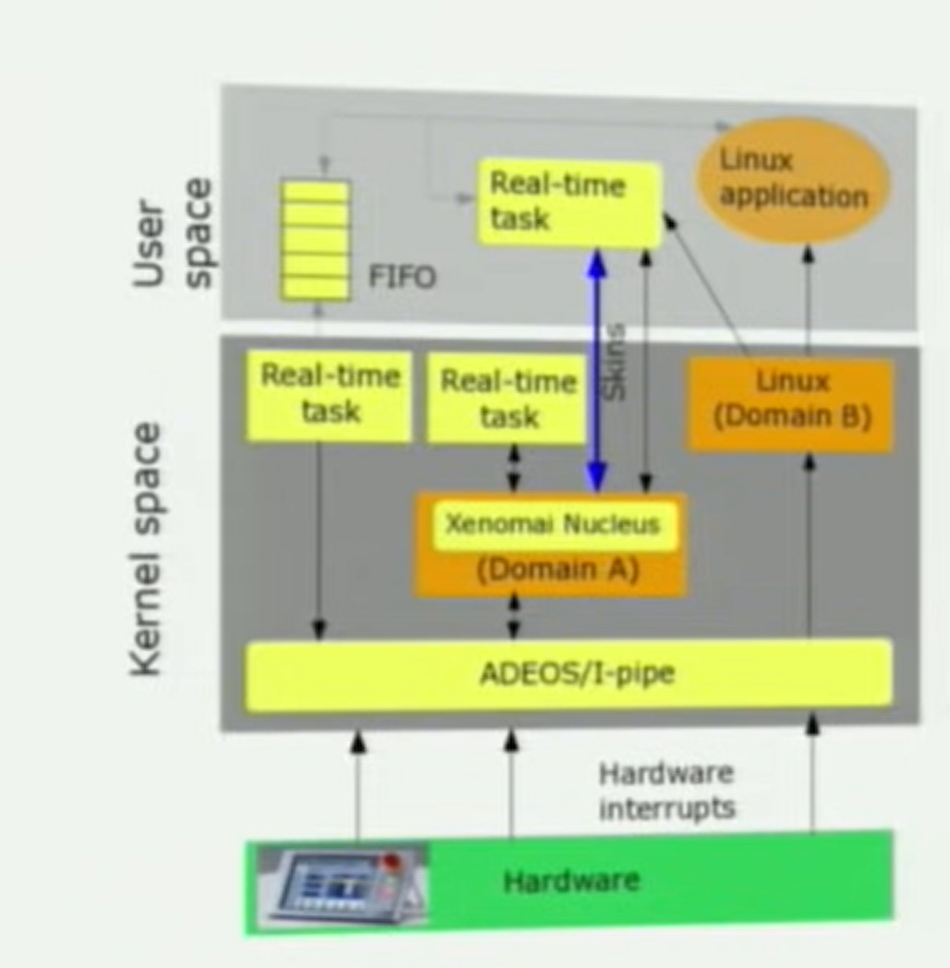 User
space
Linux
application
Real-time
task
FIFO
Skins
Kernel space
Real-time
task
Real-time
task
Linux
(Domain B)
Xenomai Nucleus
(Domain A)
ADEOS/I-pipe
Hardware
interrupts
Hardware